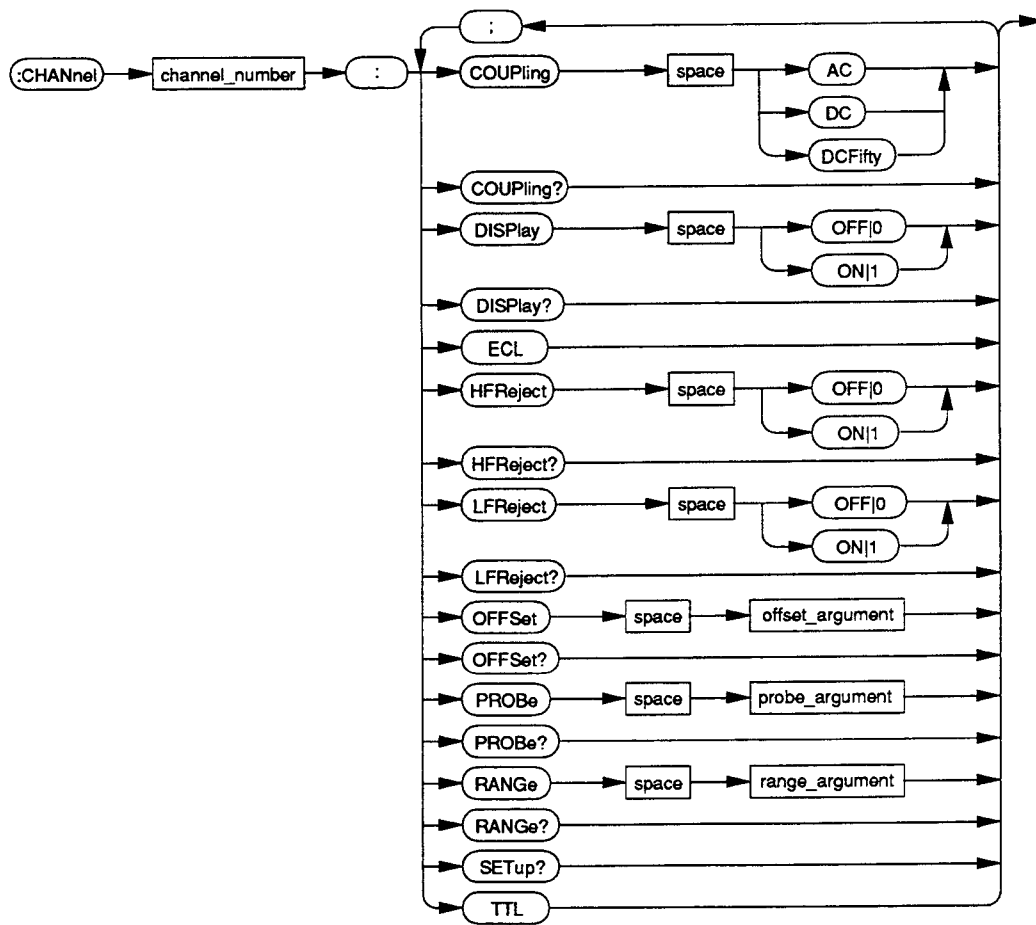 ;
:CHANnel channel_number : COUPling space AC
DC
DCFifty
COUPling?
DISPlay space OFF|0
ON|1
DISPlay?
ECL
HFReject space OFF|0
ON|1
HFReject?
LFReject space OFF|0
ON|1
LFReject?
OFFSet space offset_argument
OFFSet?
PROBe space probe_argument
PROBe?
RANGe space range_argument
RANGe?
SETup?
TTL